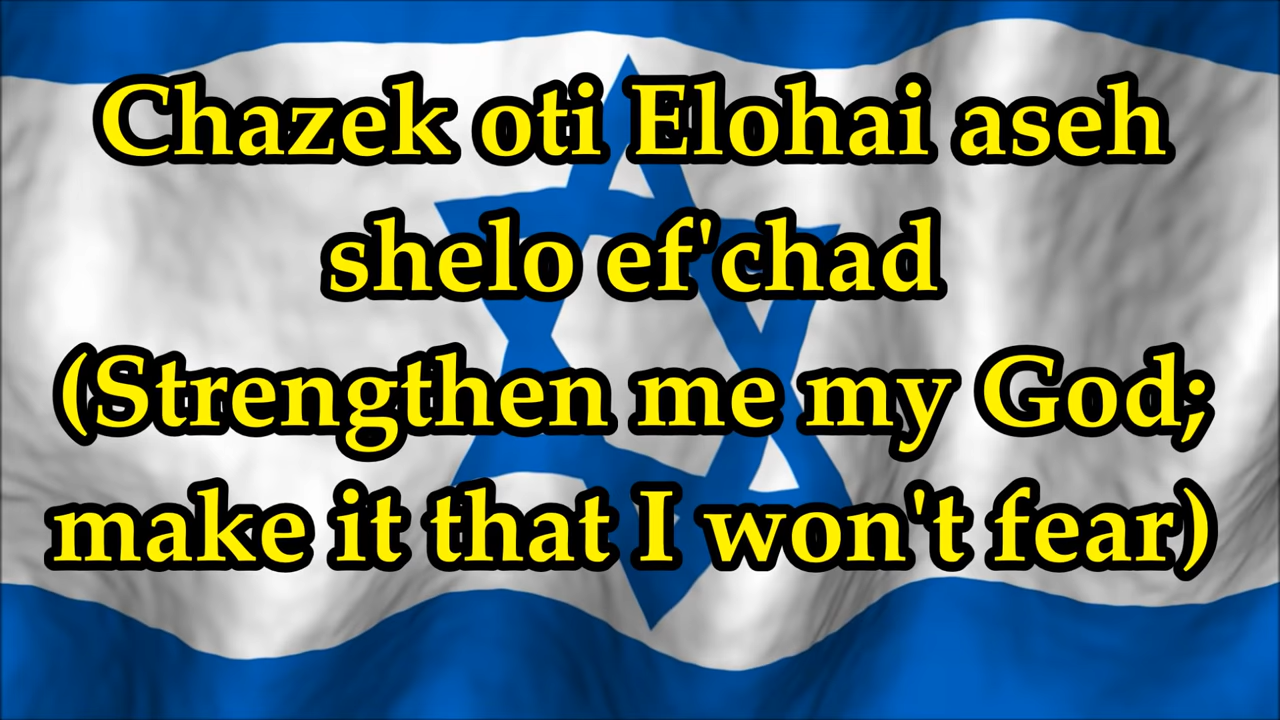 Chazek oti Elohai aseh
shelo ef'chad
(Strengthen me my God;
make it that I won't fear)